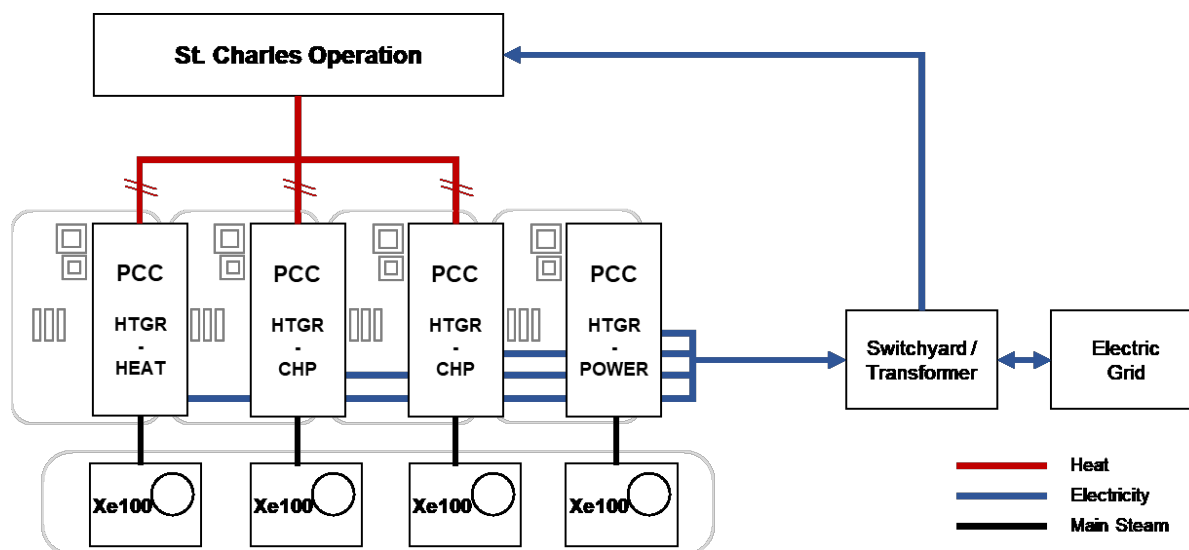 St. Charles Operation
PCC
HTGR
-
HEAT
PCC
HTGR
-
CHP
PCC
HTGR
-
CHP
PCC
HTGR
-
POWER
Switchyard /
Transformer
Electric
Grid
Xe100
Xe100
Xe100
Xe100
Heat
Electricity
Main Steam